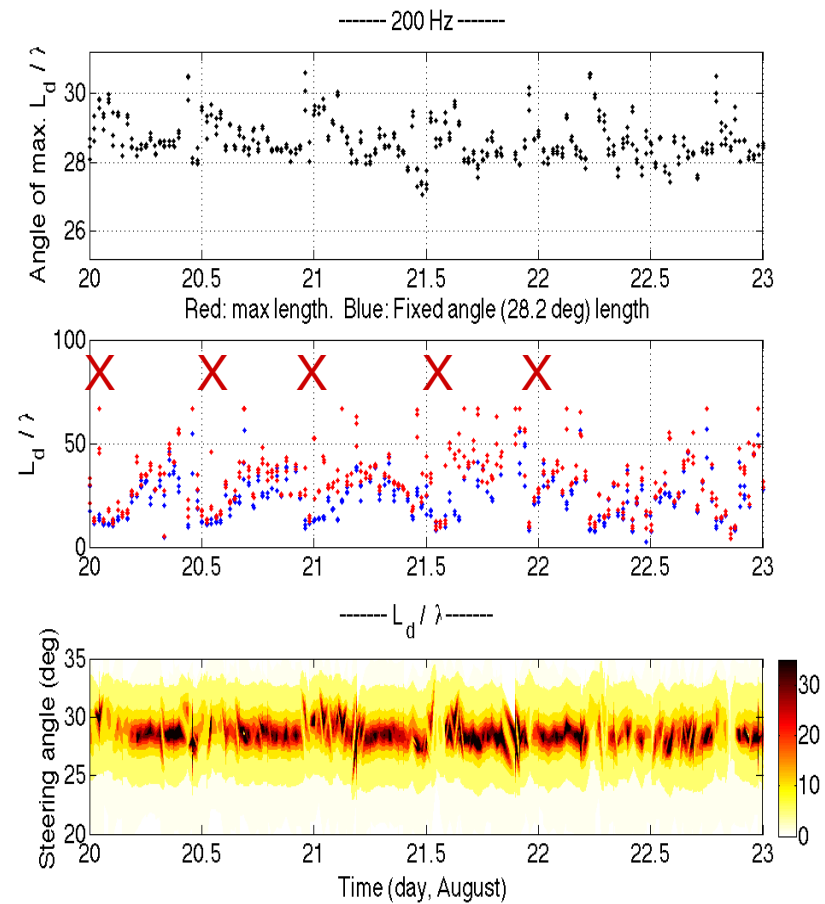 ------- 200 Hz -------
Angle of max. L_d / λ
30
28
26
20 20.5 21 21.5 22 22.5 23
Red: max length. Blue: Fixed angle (28.2 deg) length
L_d / λ
100
50
0
X X X X X
20 20.5 21 21.5 22 22.5 23
------- L_d / λ -------
Steering angle (deg)
35
30
25
20
30
20
10
0
20 20.5 21 21.5 22 22.5 23
Time (day, August)